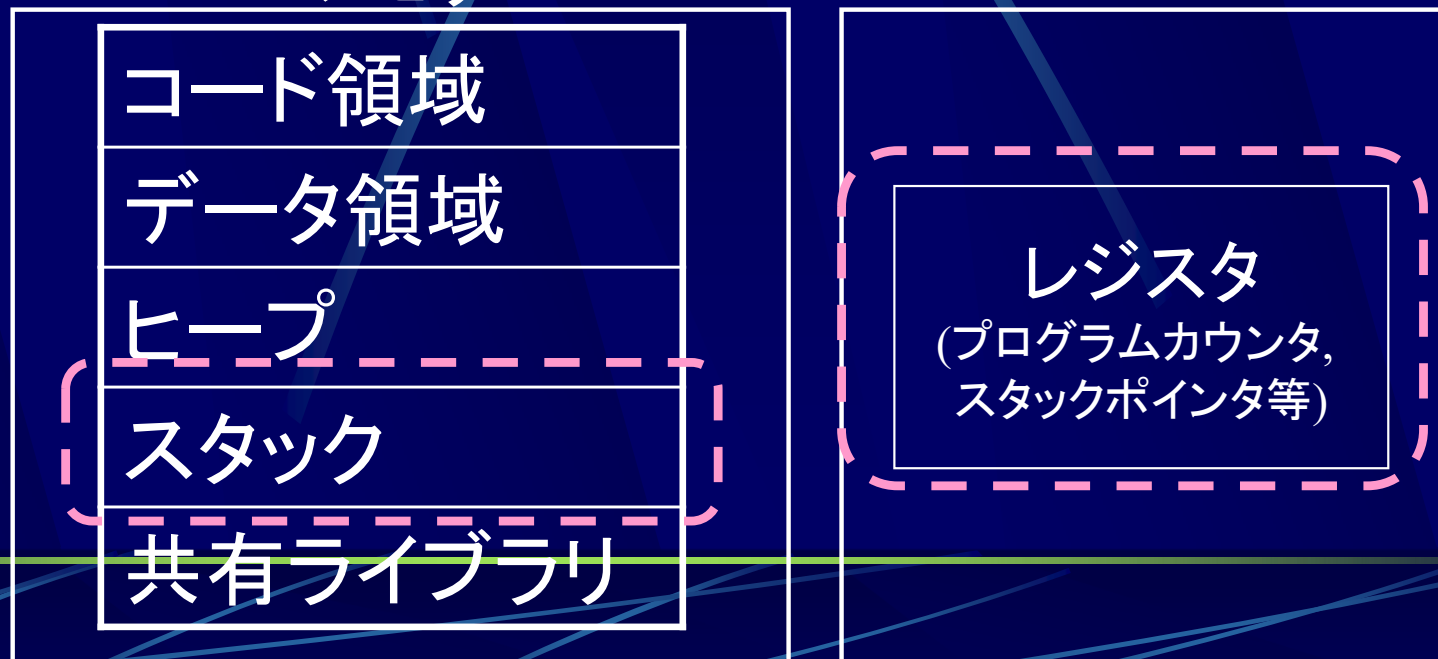 コード領域
データ領域
ヒープ
スタック
共有ライブラリ
レジスタ
(プログラムカウンタ,
スタックポインタ等)